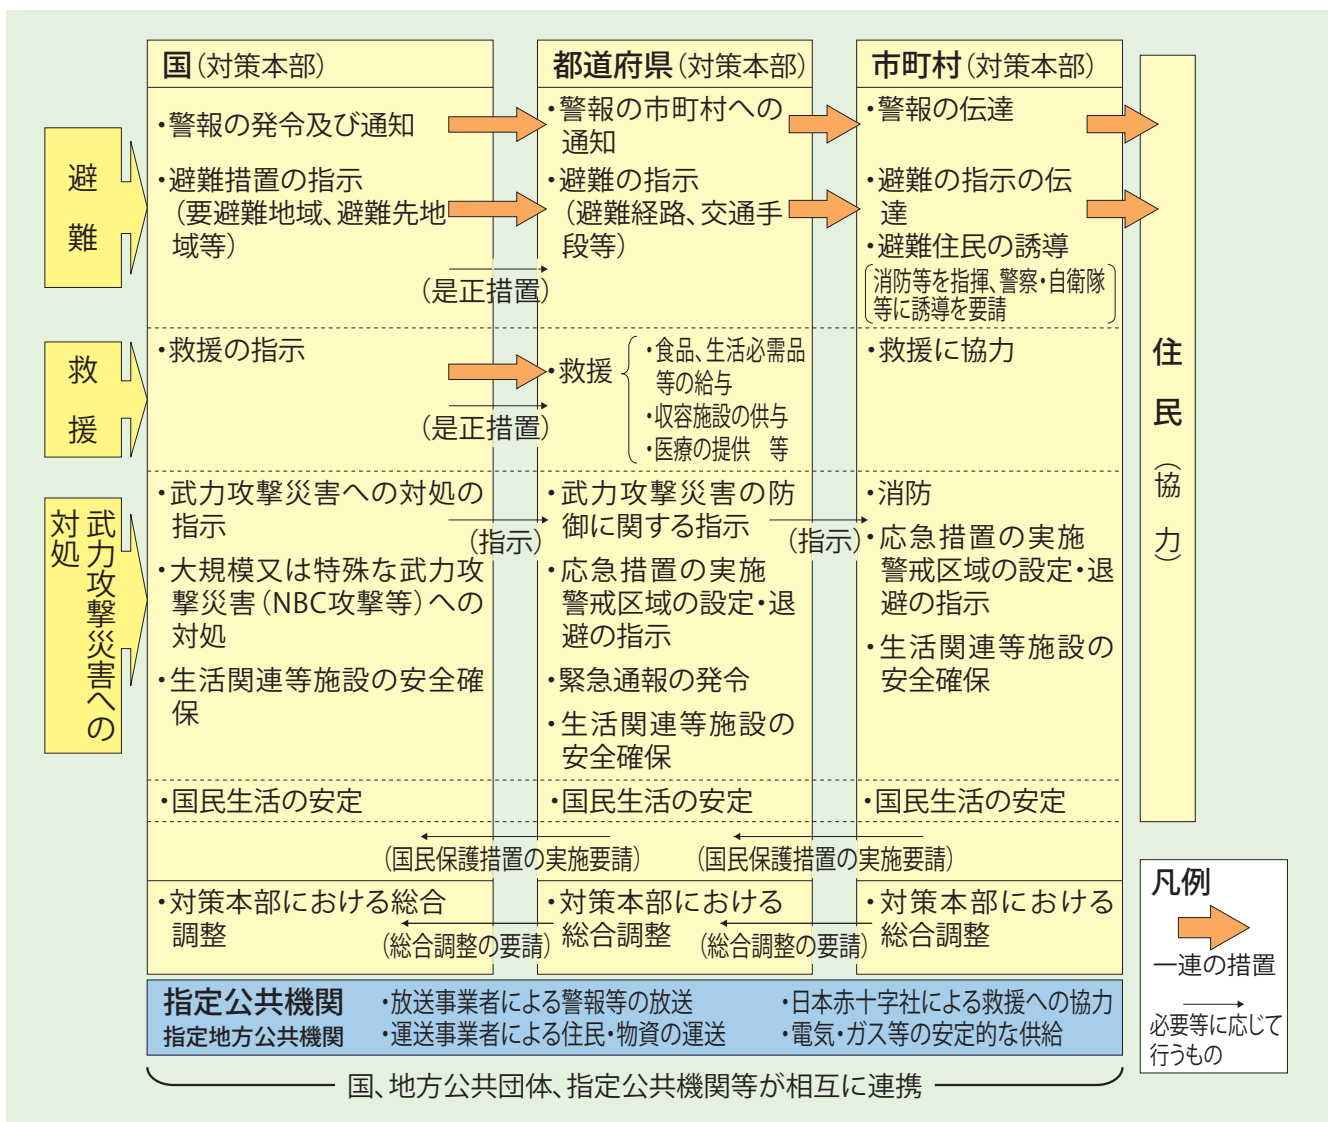 国（対策本部）
都道府県（対策本部）
市町村（対策本部）
避難
・警報の発令及び通知
・避難措置の指示
（要避難地域、避難先地
域等）
（是正措置）
・警報の市町村への
通知
・避難の指示
（避難経路、交通手
段等）
・警報の伝達
・避難の指示の伝
達
・避難住民の誘導
消防等を指揮、警察・自衛隊
等に誘導を要請
救援
・救援の指示
（是正措置）
・救援
・食品、生活必需品
等の給与
・収容施設の供与
・医療の提供　等
・救援に協力
武力攻撃災害への
対処
・武力攻撃災害への対処の
指示
（指示）
・大規模又は特殊な武力攻
撃災害（NBC攻撃等）への
対処
・生活関連等施設の安全確
保
・武力攻撃災害の防
御に関する指示
（指示）
・応急措置の実施
警戒区域の設定・退
避の指示
・緊急通報の発令
・生活関連等施設の
安全確保
・消防
・応急措置の実施
警戒区域の設定・退
避の指示
・生活関連等施設の
安全確保
・国民生活の安定
・国民生活の安定
・国民生活の安定
（国民保護措置の実施要請）
（国民保護措置の実施要請）
・対策本部における総合
調整
（総合調整の要請）
・対策本部における
総合調整
（総合調整の要請）
・対策本部における
総合調整
住民（協力）
指定公共機関
指定地方公共機関
・放送事業者による警報等の放送
・運送事業者による住民・物資の運送
・日本赤十字社による救援への協力
・電気・ガス等の安定的な供給
国、地方公共団体、指定公共機関等が相互に連携
凡例
一連の措置
必要等に応じて
行うもの